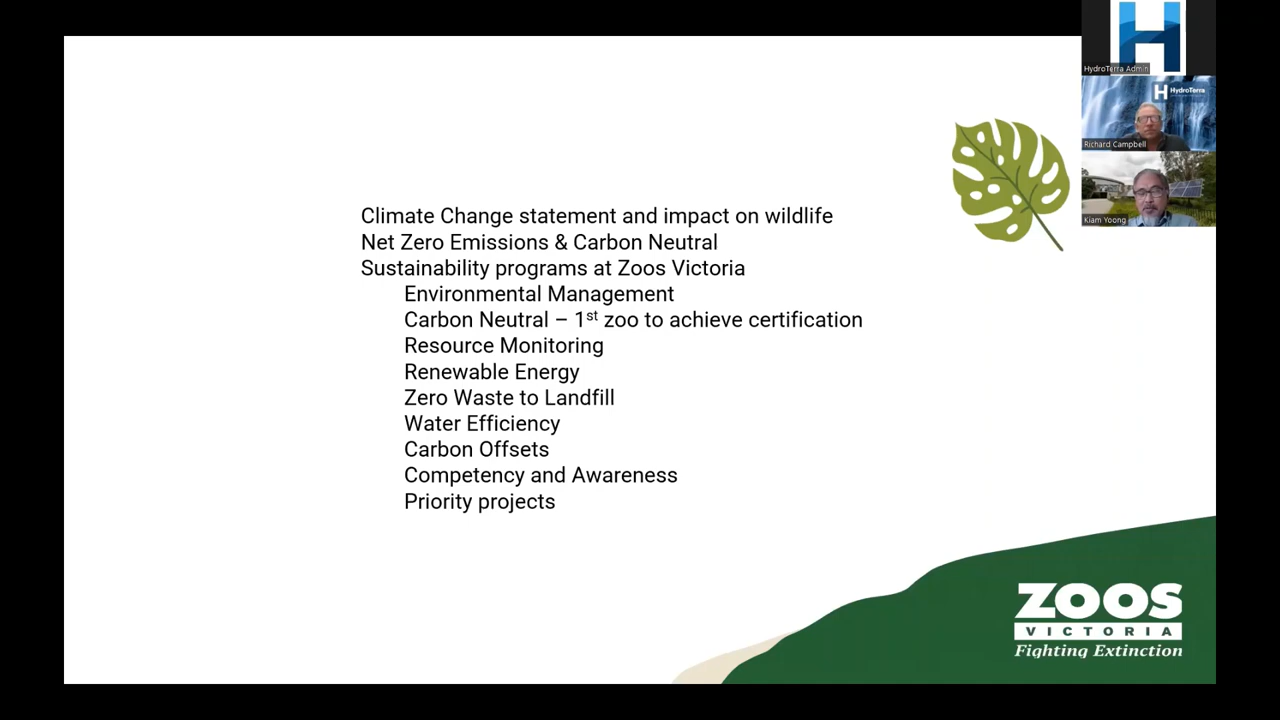 HydroTerra Admin
HydroTerra
Richard Campbell
Kiam Yoong
Climate Change statement and impact on wildlife
Net Zero Emissions & Carbon Neutral
Sustainability programs at Zoos Victoria
Environmental Management
Carbon Neutral – 1st zoo to achieve certification
Resource Monitoring
Renewable Energy
Zero Waste to Landfill
Water Efficiency
Carbon Offsets
Competency and Awareness
Priority projects
ZOOS
VICTORIA
Fighting Extinction